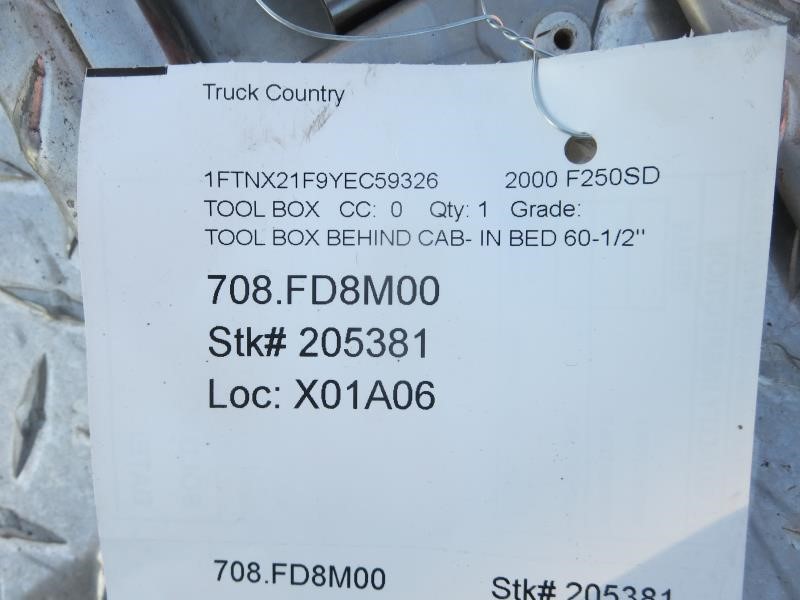 Truck Country
1FTNX21F9YEC59326 2000 F250SD
TOOL BOX CC: 0 Qty: 1 Grade:
TOOL BOX BEHIND CAB- IN BED 60-1/2"
708.FD8M00
Stk# 205381
Loc: X01A06
708.FD8M00 Stk# 205381